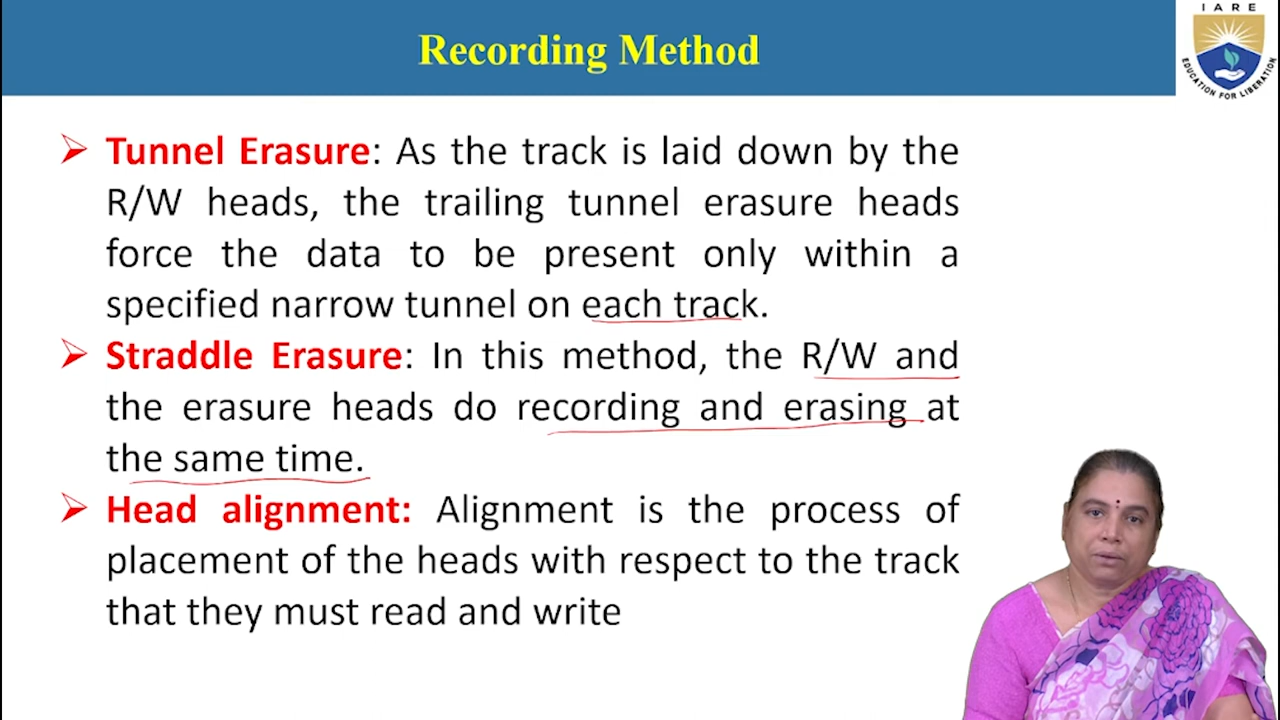 Recording Method
IARE
EDUCATION FOR LIBERATION
Tunnel Erasure: As the track is laid down by the
R/W heads, the trailing tunnel erasure heads
force the data to be present only within a
specified narrow tunnel on each track.
Straddle Erasure: In this method, the R/W and
the erasure heads do recording and erasing at
the same time.
Head alignment: Alignment is the process of
placement of the heads with respect to the track
that they must read and write